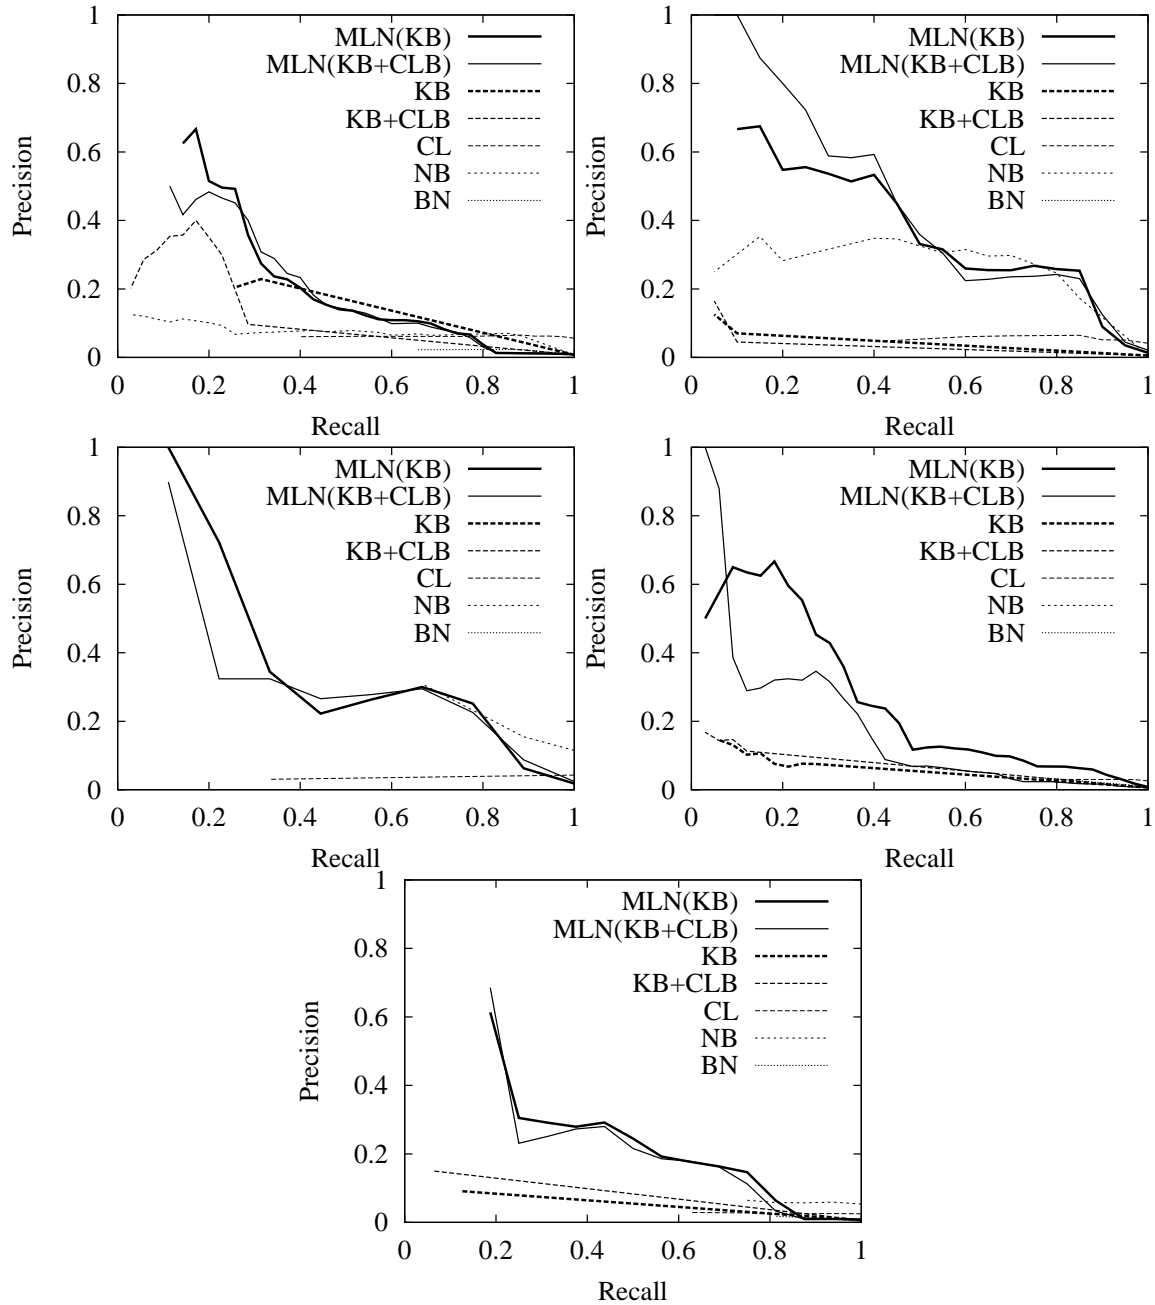 1
0.8
0.6
0.4
0.2
0
0 0.2 0.4 0.6 0.8 1
Precision
Recall
MLN(KB)
MLN(KB+CLB)
KB
KB+CLB
CL
NB
BN
1
0.8
0.6
0.4
0.2
0
0 0.2 0.4 0.6 0.8 1
Precision
Recall
MLN(KB)
MLN(KB+CLB)
KB
KB+CLB
CL
NB
BN
1
0.8
0.6
0.4
0.2
0
0 0.2 0.4 0.6 0.8 1
Precision
Recall
MLN(KB)
MLN(KB+CLB)
KB
KB+CLB
CL
NB
BN
1
0.8
0.6
0.4
0.2
0
0 0.2 0.4 0.6 0.8 1
Precision
Recall
MLN(KB)
MLN(KB+CLB)
KB
KB+CLB
CL
NB
BN
1
0.8
0.6
0.4
0.2
0
0 0.2 0.4 0.6 0.8 1
Precision
Recall
MLN(KB)
MLN(KB+CLB)
KB
KB+CLB
CL
NB
BN